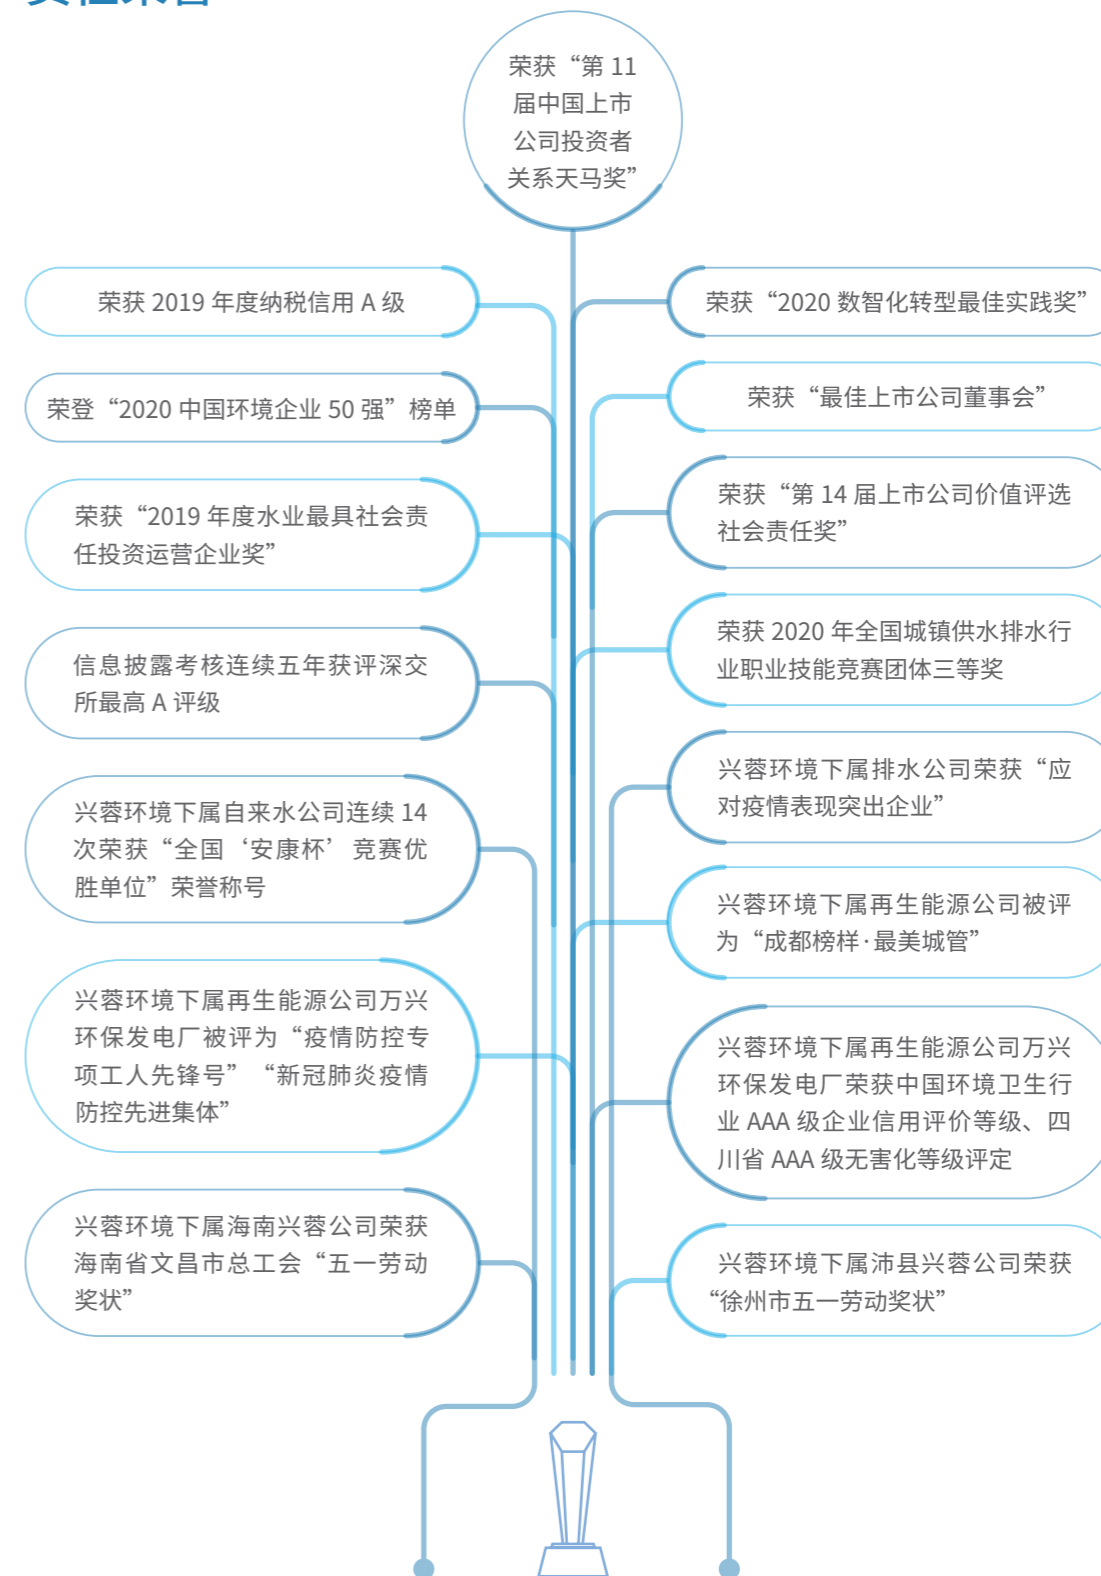 荣获“第 11
届中国上市
公司投资者
关系天马奖”
荣获 2019 年度纳税信用 A 级
荣登“2020 中国环境企业 50 强”榜单
荣获“2019 年度水业最具社会责
任投资运营企业奖”
信息披露考核连续五年获评深交
所最高 A 评级
兴蓉环境下属自来水公司连续 14
次荣获“全国‘安康杯’竞赛优
胜单位”荣誉称号
兴蓉环境下属再生能源公司万兴
环保发电厂被评为“疫情防控专
项工人先锋号”“新冠肺炎疫情
防控先进集体”
兴蓉环境下属海南兴蓉公司荣获
海南省文昌市总工会“五一劳动
奖状”
荣获“2020 数智化转型最佳实践奖”
荣获“最佳上市公司董事会”
荣获“第 14 届上市公司价值评选
社会责任奖”
荣获 2020 年全国城镇供水排水行
业职业技能竞赛团体三等奖
兴蓉环境下属排水公司荣获“应
对疫情表现突出企业”
兴蓉环境下属再生能源公司被评
为“成都榜样·最美城管”
兴蓉环境下属再生能源公司万兴
环保发电厂荣获中国环境卫生行
业 AAA 级企业信用评价等级、四
川省 AAA 级无害化等级评定
兴蓉环境下属沛县兴蓉公司荣获
“徐州市五一劳动奖状”